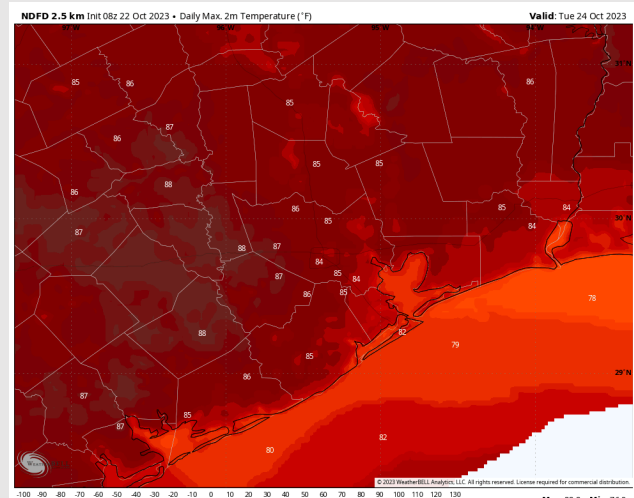 NDFD 2.5 km Init 08z 22 Oct 2023 • Daily Max. 2m Temperature (°F) Valid: Tue 24 Oct 2023
85 86 85 86
86 87
85 85
86 88
86 85 84
87 85 84
88 87
84
87 85 84
86 85
78
88 82
79
85
86
29°N
87
85
87
82
80
© 2023 WeatherBELL Analytics, LLC. All rights reserved. License required for commercial distribution.
-100 -90 -80 -70 -60 -50 -40 -30 -20 -10 0 10 20 30 40 50 60 70 80 90 100 110 120 130